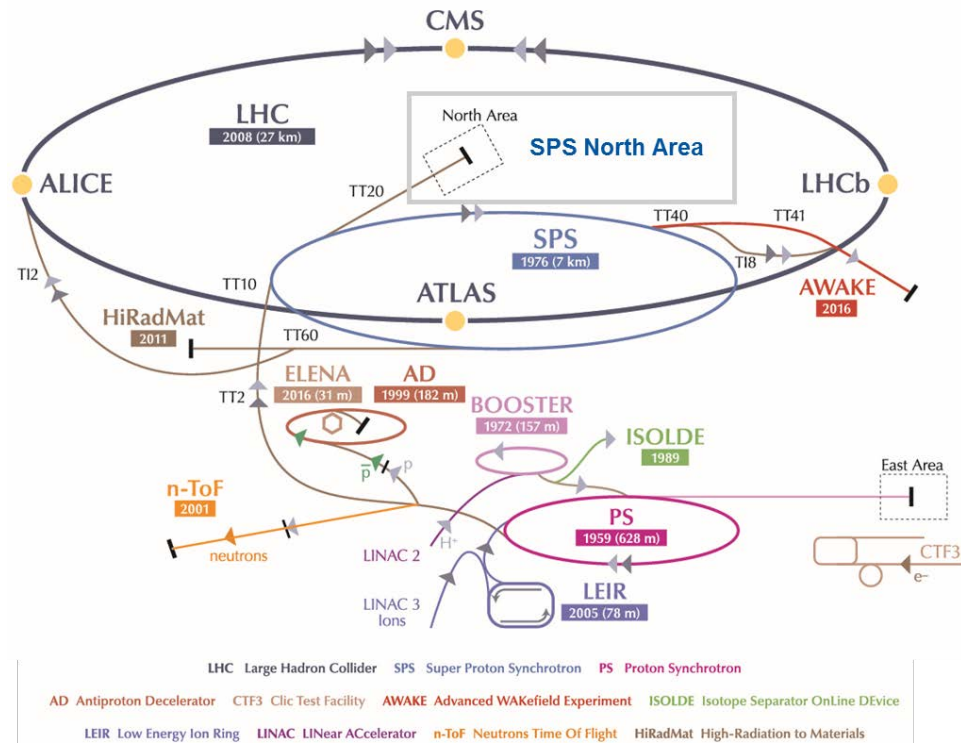 CMS
LHC
2008 (27 km)
North Area
SPS North Area
ALICE
LHCb
TT20
TT40
TT41
SPS
1976 (7 km)
TI2
TI8
TT10
ATLAS
AWAKE
2016
HiRadMat
2011
TT60
ELENA
2016 (31 m)
AD
1999 (182 m)
TT2
BOOSTER
1972 (157 m)
ISOLDE
1989
p̅
p
East Area
n-ToF
2001
PS
1959 (628 m)
neutrons
LINAC 2
H⁺
CTF3
e–
LINAC 3
Ions
LEIR
2005 (78 m)
LHC Large Hadron Collider SPS Super Proton Synchrotron PS Proton Synchrotron
AD Antiproton Decelerator CTF3 Clic Test Facility AWAKE Advanced WAKefield Experiment ISOLDE Isotope Separator OnLine DEvice
LEIR Low Energy Ion Ring LINAC LINear ACcelerator n-ToF Neutrons Time Of Flight HiRadMat High-Radiation to Materials